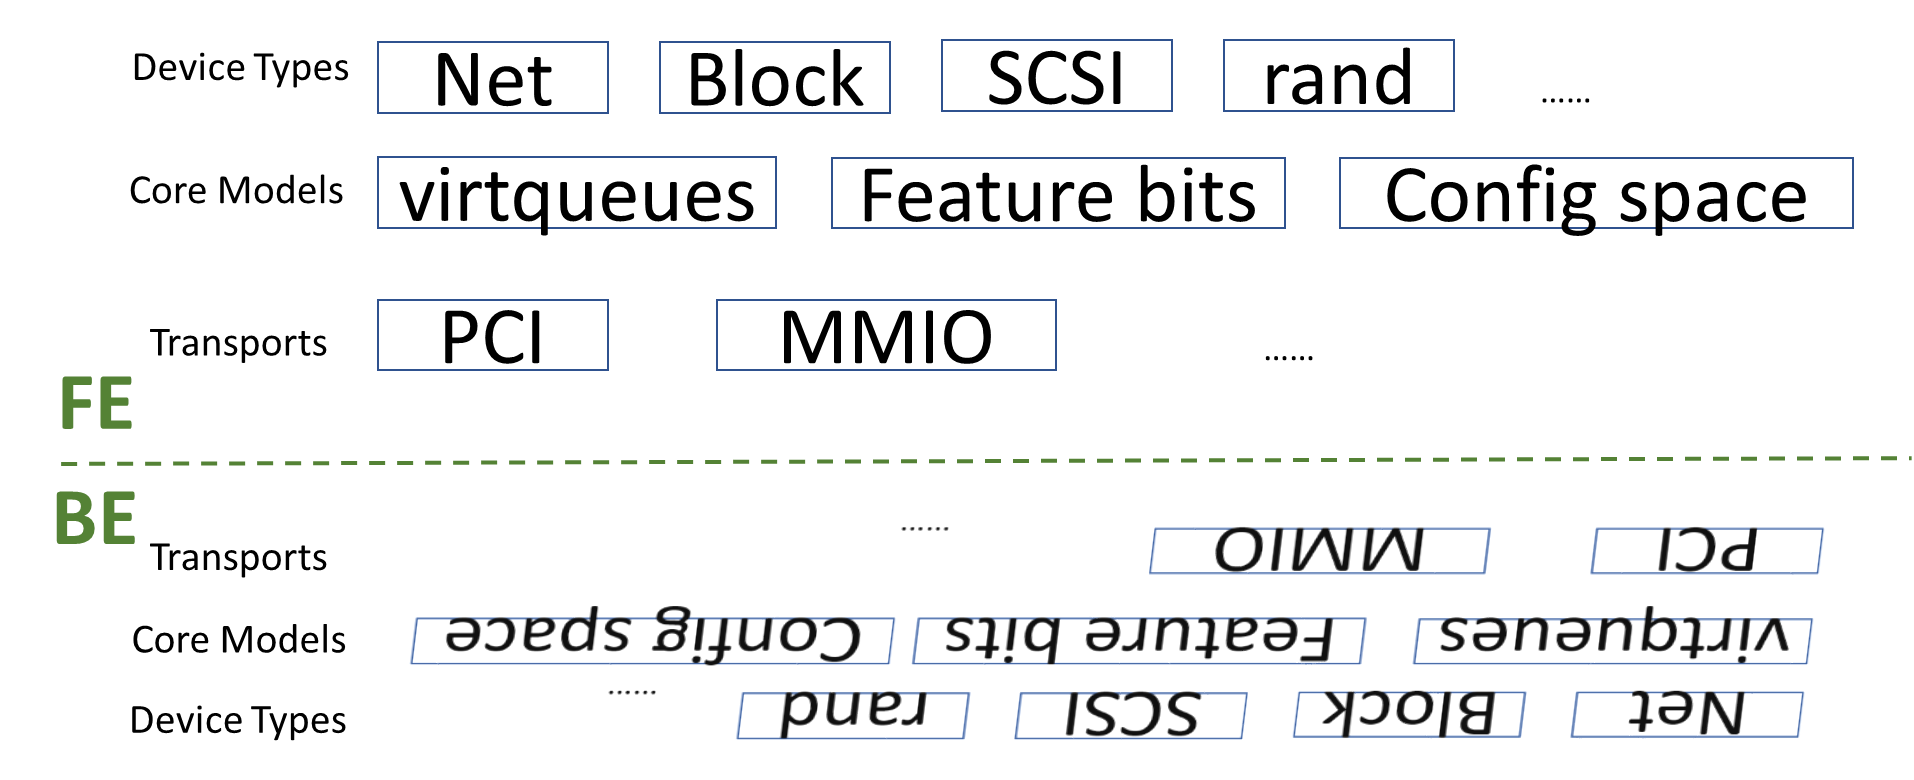 Device Types Net Block SCSI rand ......
Core Models virtqueues Feature bits Config space
Transports PCI MMIO ......
FE
BE
Transports ...... MMIO PCI
Core Models Config space Feature bits virtqueues
Device Types ...... rand SCSI Block Net